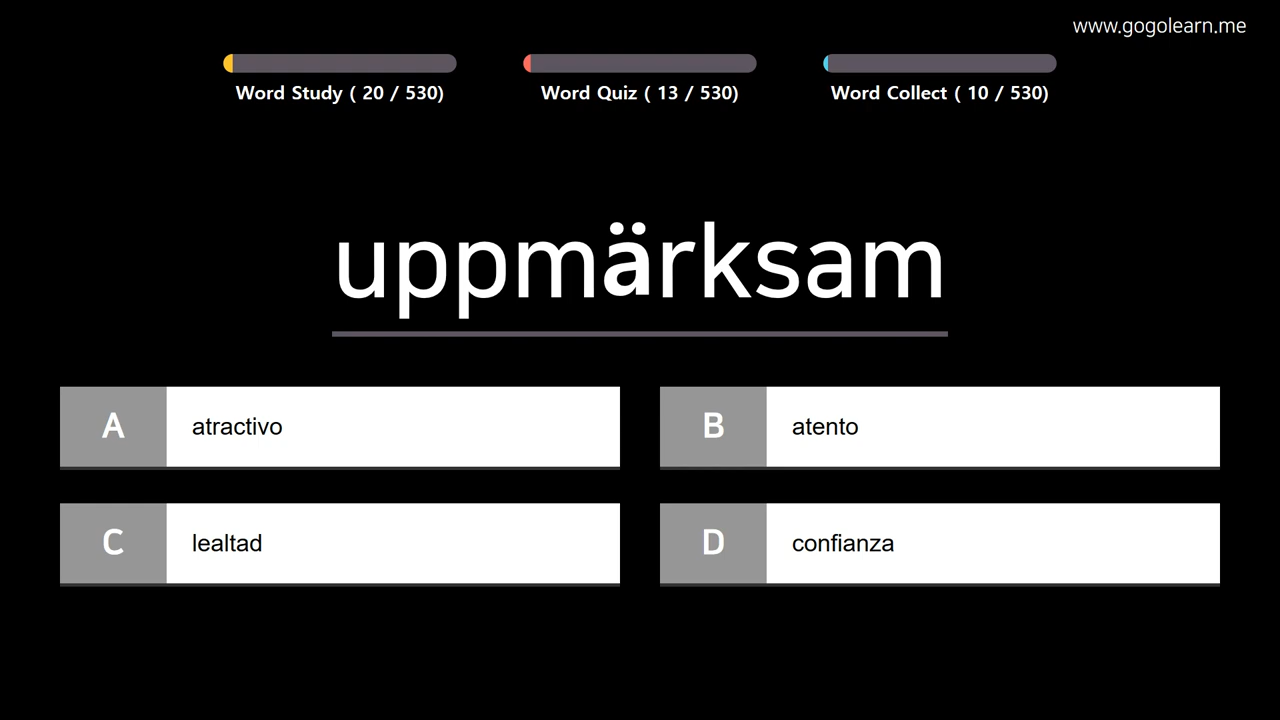 www.gogolearn.me
Word Study ( 20 / 530)
Word Quiz ( 13 / 530)
Word Collect ( 10 / 530)
uppmärksam
A atractivo
B atento
C lealtad
D confianza